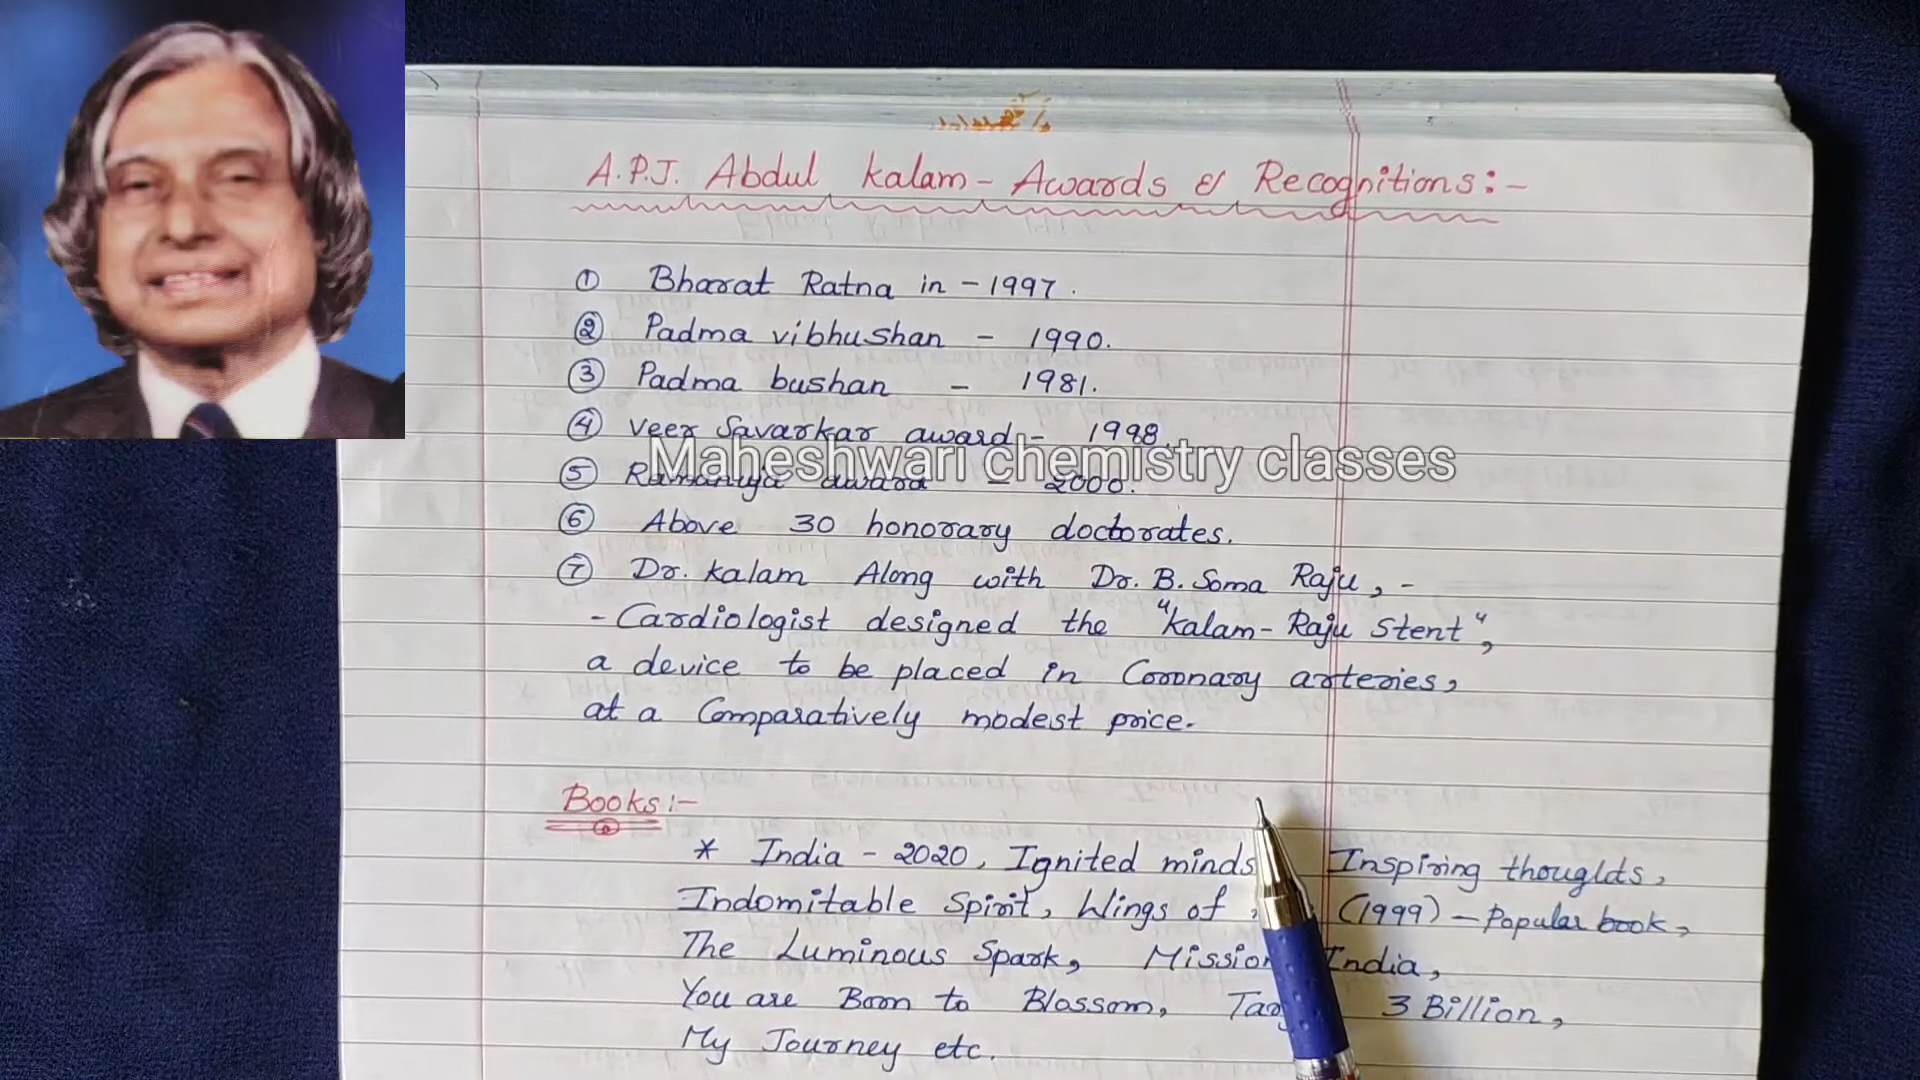 A.P.J. Abdul Kalam - Awards & Recognitions :-
① Bharat Ratna in - 1997.
② Padma vibhushan - 1990.
③ Padma bushan - 1981.
④ Veer Savarkar award - 1998.
Maheshwari chemistry classes
⑤ Ramanuja award - 2000.
⑥ Above 30 honorary doctorates.
⑦ Dr. Kalam Along with Dr. B. Soma Raju, -
- Cardiologist designed the "Kalam - Raju Stent",
a device to be placed in Coronary arteries,
at a Comparatively modest price.
Books :-
* India - 2020, Ignited minds Inspiring thoughts,
Indomitable Spirit, Wings of (1999) - Popular book,
The Luminous Spark, Mission India,
You are Born to Blossom, 3 Billion,
My Journey etc.